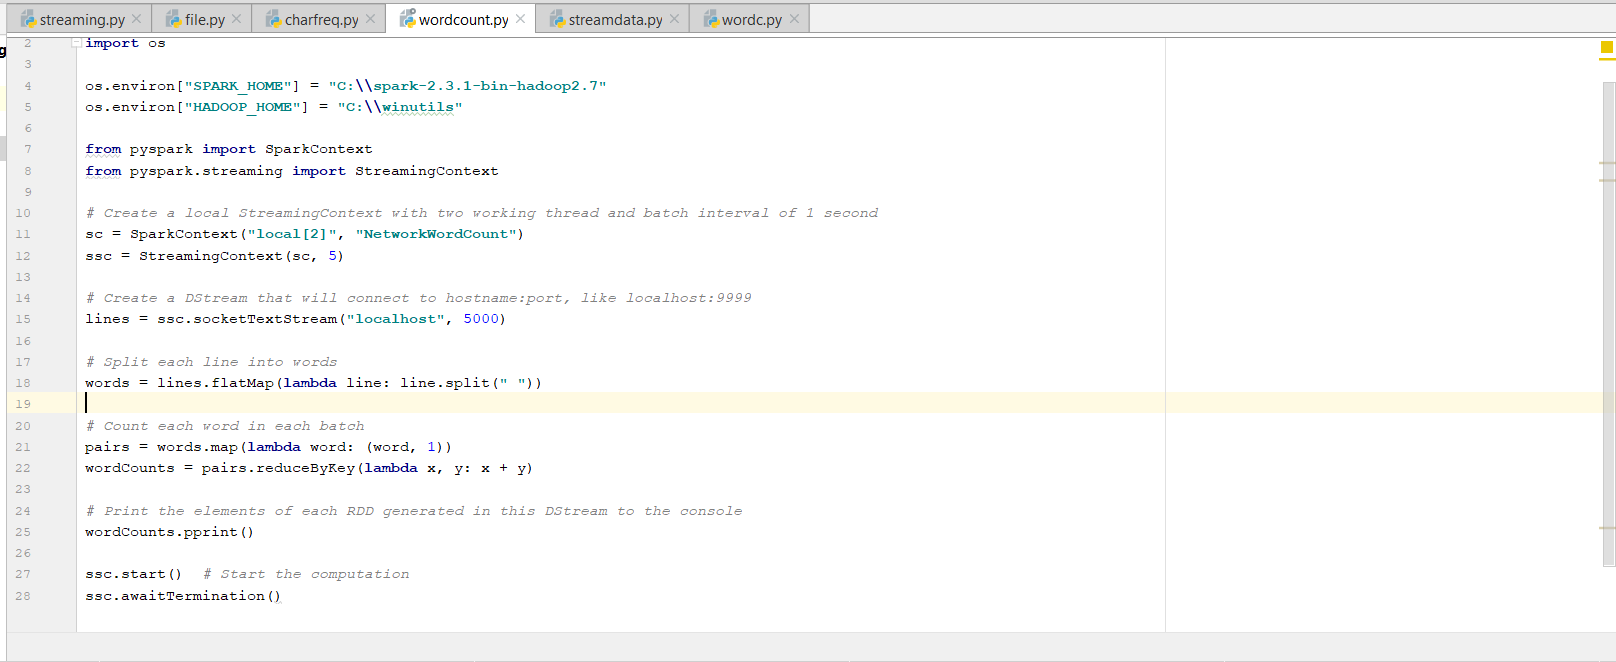 streaming.py file.py charfreq.py wordcount.py streamdata.py wordc.py
2 import os
3
4 os.environ["SPARK_HOME"] = "C:\\spark-2.3.1-bin-hadoop2.7"
5 os.environ["HADOOP_HOME"] = "C:\\winutils"
6
7 from pyspark import SparkContext
8 from pyspark.streaming import StreamingContext
9
10 # Create a local StreamingContext with two working thread and batch interval of 1 second
11 sc = SparkContext("local[2]", "NetworkWordCount")
12 ssc = StreamingContext(sc, 5)
13
14 # Create a DStream that will connect to hostname:port, like localhost:9999
15 lines = ssc.socketTextStream("localhost", 5000)
16
17 # Split each line into words
18 words = lines.flatMap(lambda line: line.split(" "))
19
20 # Count each word in each batch
21 pairs = words.map(lambda word: (word, 1))
22 wordCounts = pairs.reduceByKey(lambda x, y: x + y)
23
24 # Print the elements of each RDD generated in this DStream to the console
25 wordCounts.pprint()
26
27 ssc.start()  # Start the computation
28 ssc.awaitTermination()